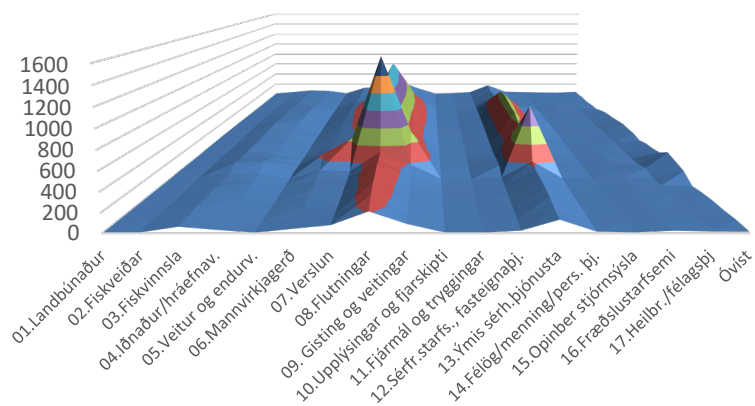 1600
1400
1200
1000
800
600
400
200
0
01.Landbúnaður
02.Fiskveiðar
03.Fiskvinnsla
04.Iðnaður/hráefnav.
05.Veitur og endurv.
06.Mannvirkjagerð
07.Verslun
08.Flutningar
09. Gisting og veitingar
10.Upplýsingar og fjarskipti
11.Fjármál og tryggingar
12.Sérfr.starfs., fasteignaþj.
13.Ýmis sérh.þjónusta
14.Félög/menning/pers. þj.
15.Opinber stjórnsýsla
16.Fræðslustarfsemi
17.Heilbr./félagsþj
Óvíst